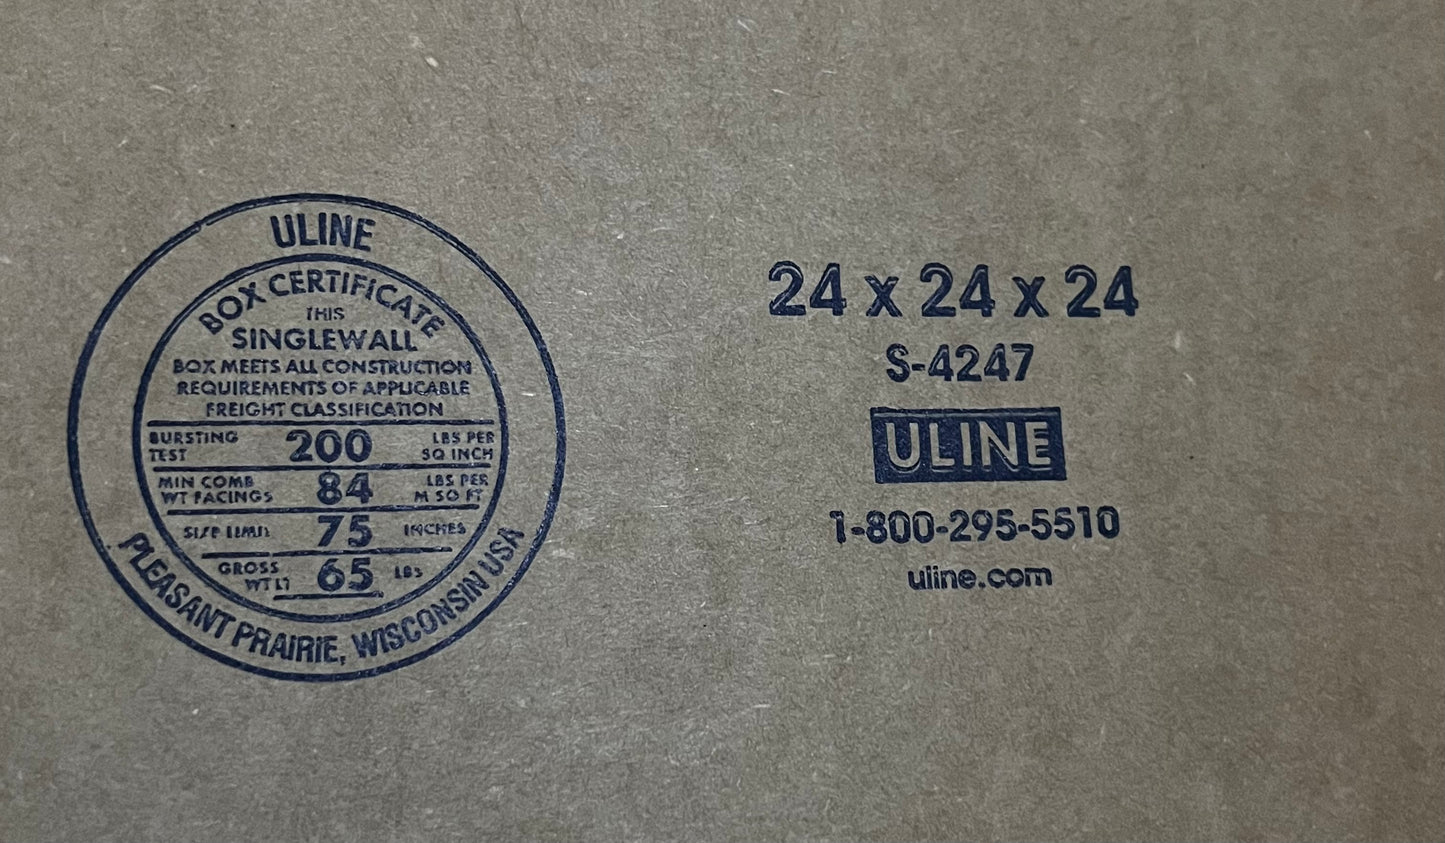 ULINE
BOX CERTIFICATE
THIS
SINGLEWALL
BOX MEETS ALL CONSTRUCTION
REQUIREMENTS OF APPLICABLE
FREIGHT CLASSIFICATION
BURSTING TEST 200 LBS PER SQ INCH
MIN COMB WT FACINGS 84 LBS PER M SQ FT
SIZE LIMIT 75 INCHES
GROSS WT LT 65 LBS
PLEASANT PRAIRIE, WISCONSIN USA
24 x 24 x 24
S-4247
ULINE
1-800-295-5510
uline.com